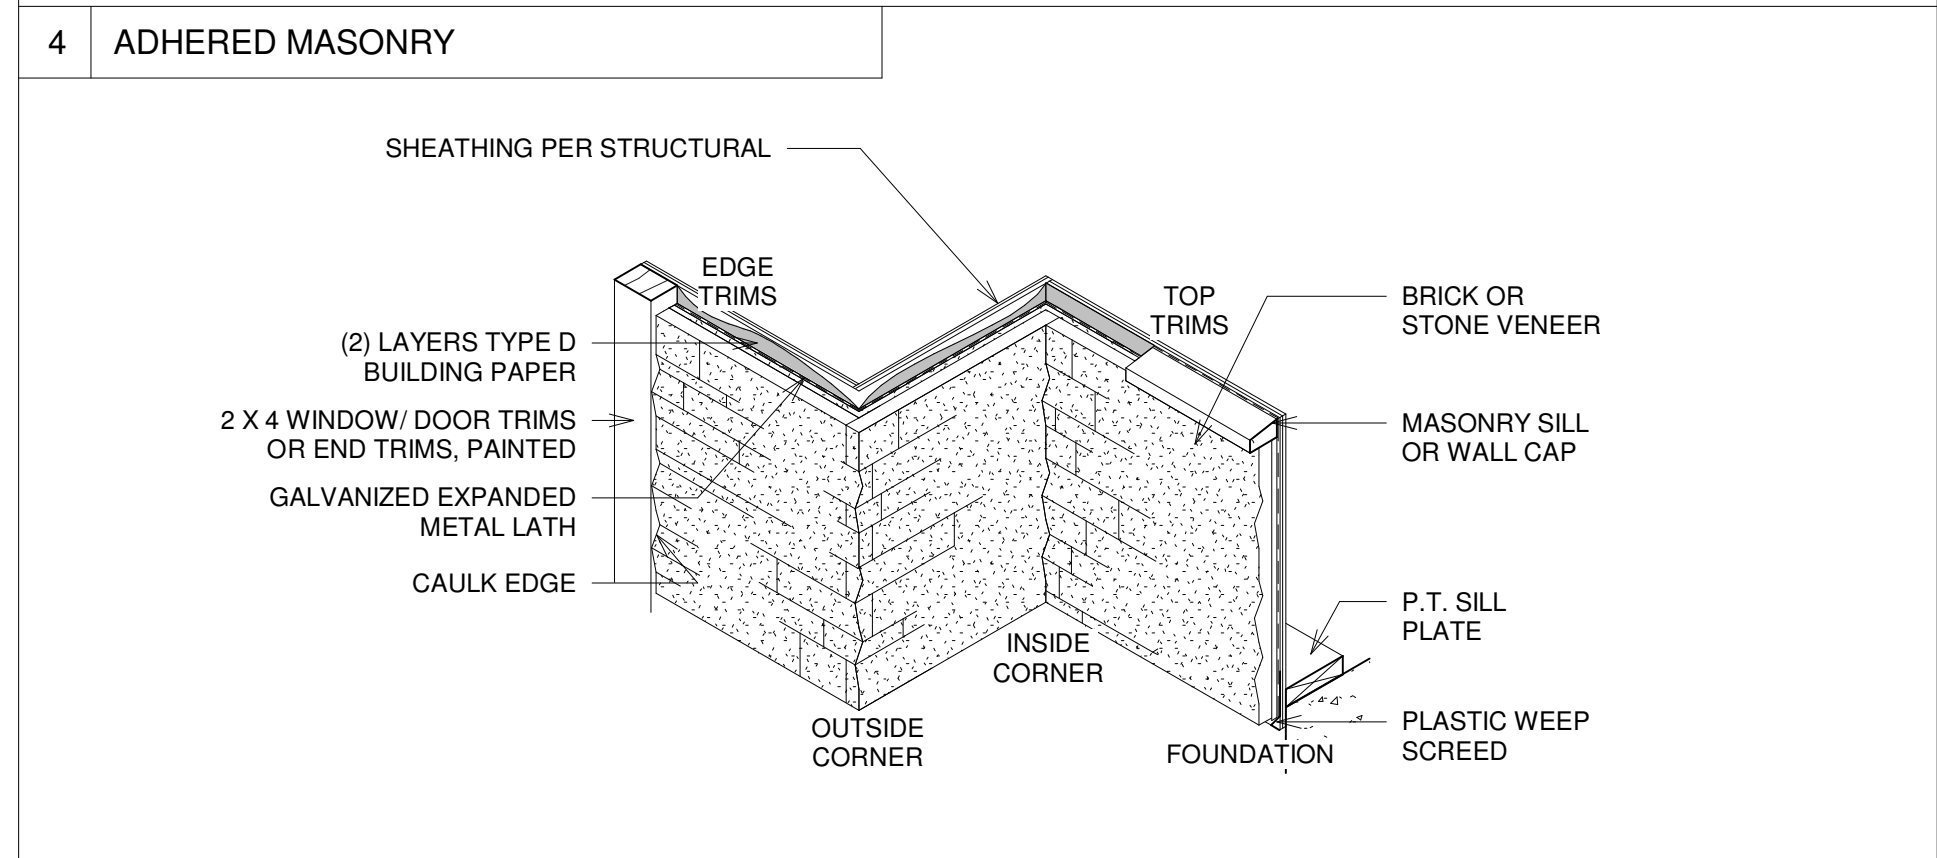 4 ADHERED MASONRY
SHEATHING PER STRUCTURAL
EDGE
TRIMS
TOP
TRIMS
(2) LAYERS TYPE D
BUILDING PAPER
2 X 4 WINDOW/ DOOR TRIMS
OR END TRIMS, PAINTED
GALVANIZED EXPANDED
METAL LATH
CAULK EDGE
BRICK OR
STONE VENEER
MASONRY SILL
OR WALL CAP
P.T. SILL
PLATE
PLASTIC WEEP
SCREED
INSIDE
CORNER
OUTSIDE
CORNER
FOUNDATION